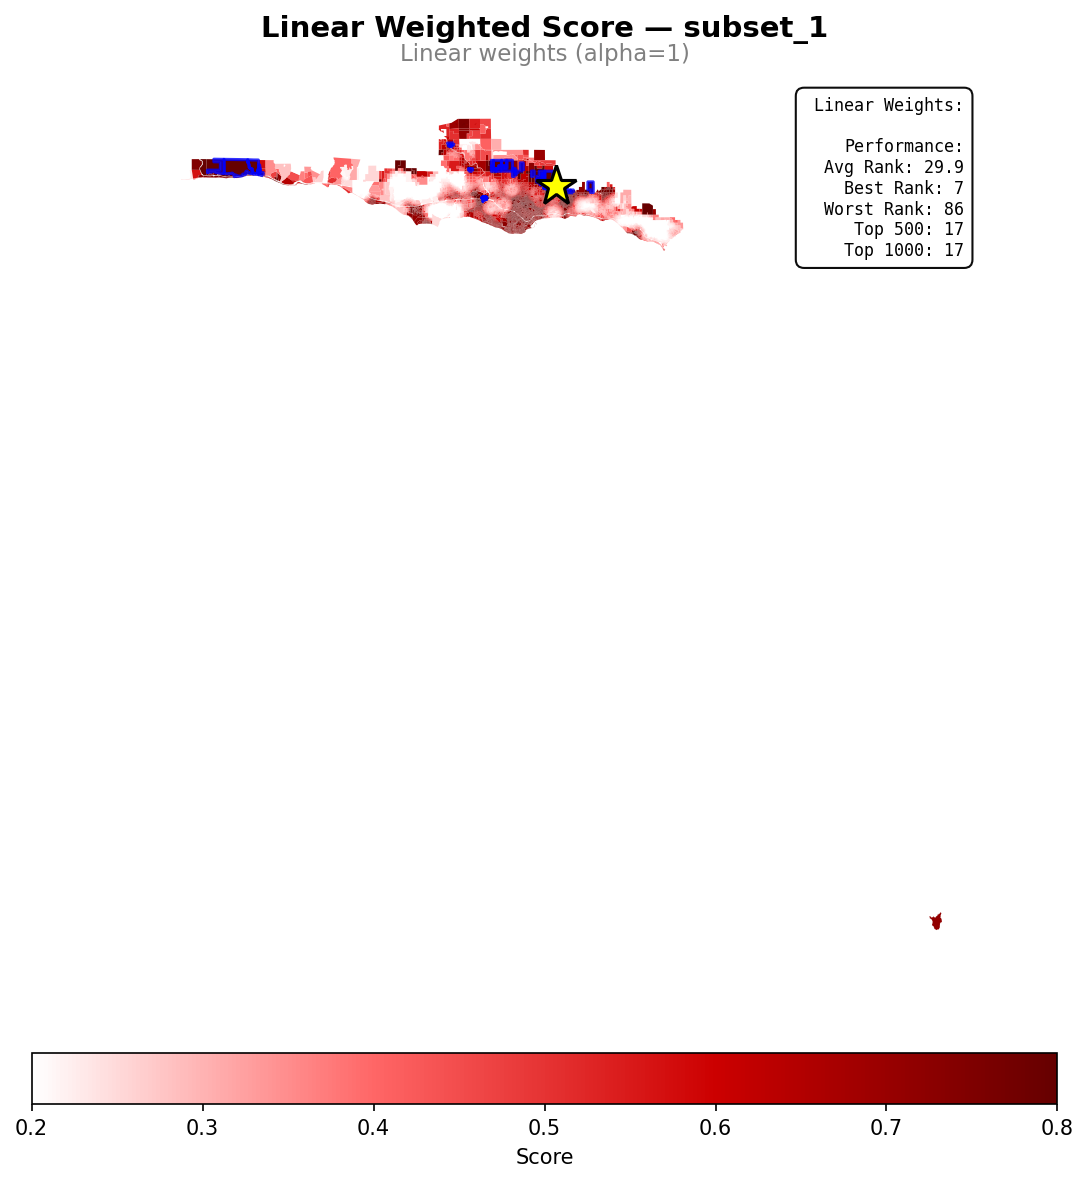 Linear Weighted Score — subset_1
Linear weights (alpha=1)
Linear Weights:
Performance:
Avg Rank: 29.9
Best Rank: 7
Worst Rank: 86
Top 500: 17
Top 1000: 17
0.2 0.3 0.4 0.5 0.6 0.7 0.8
Score